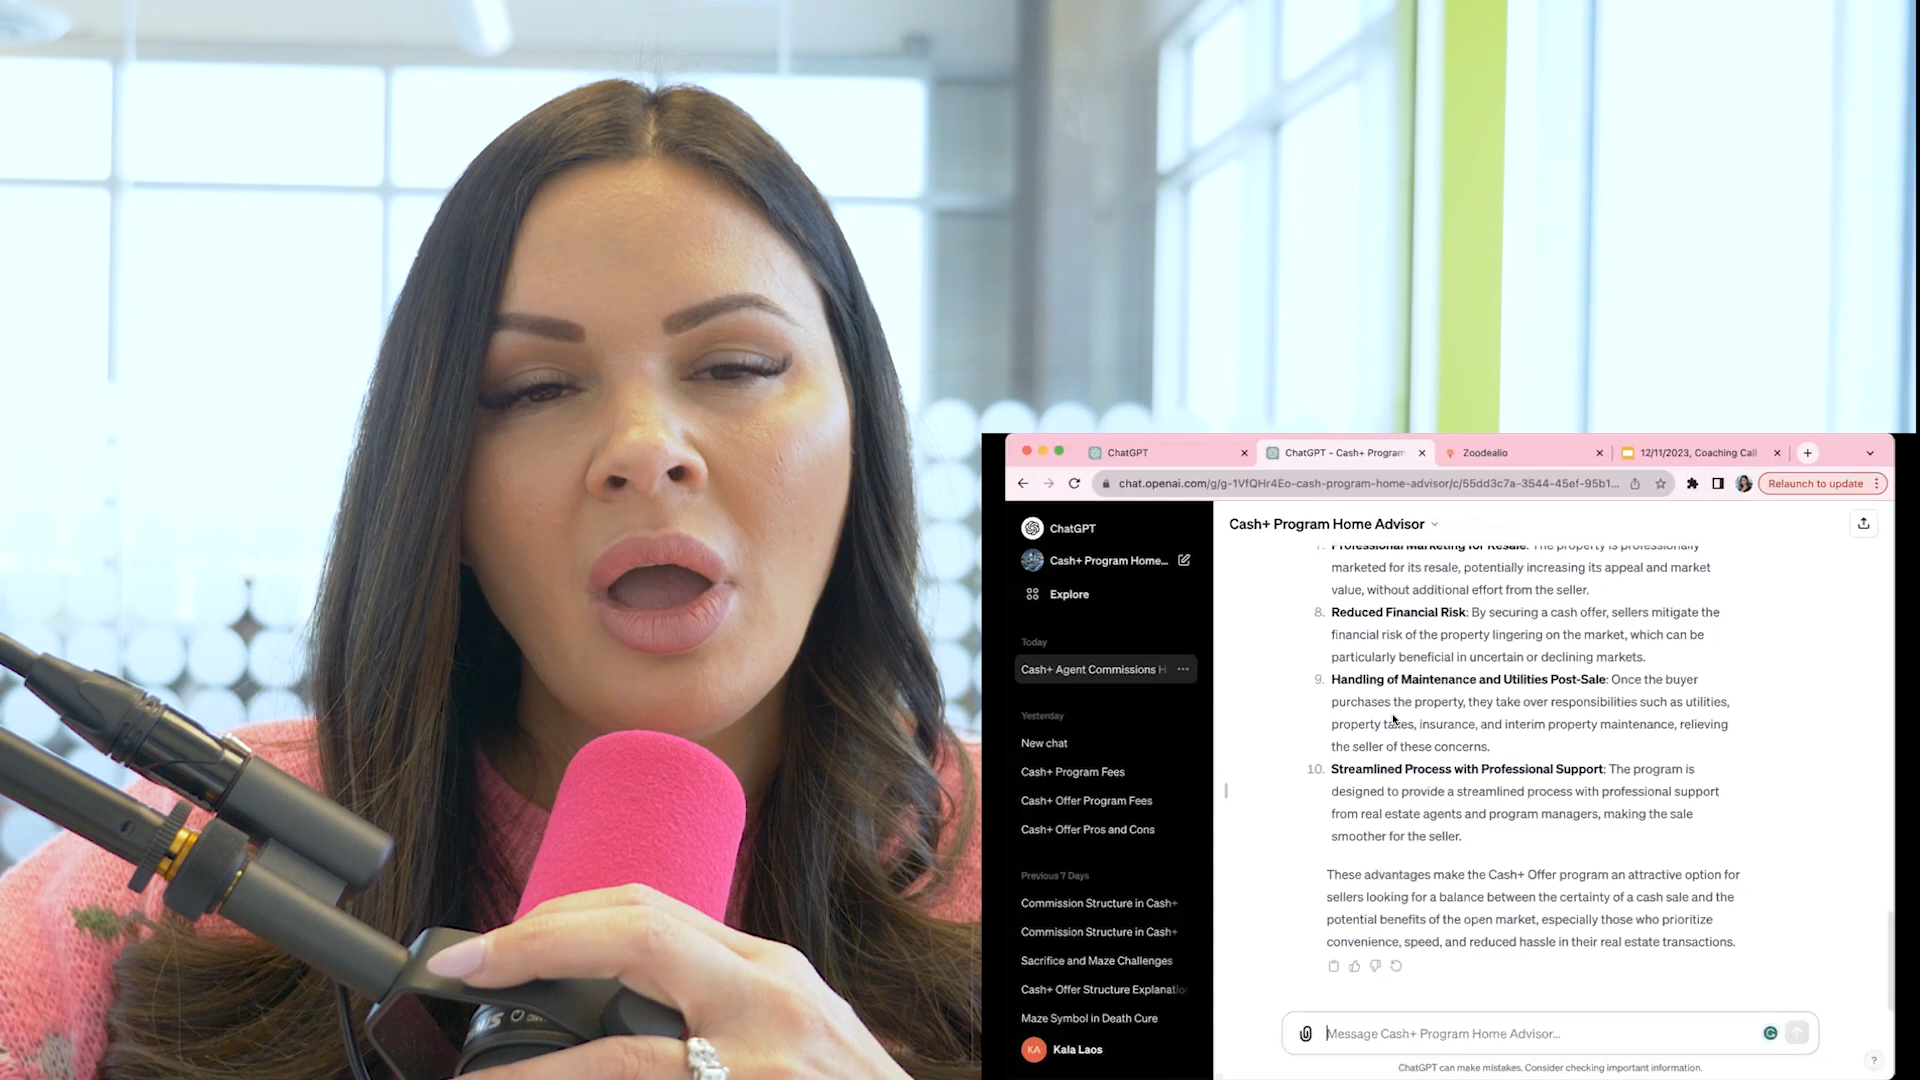 ChatGPT
ChatGPT - Cash+ Program
Zoodealio
12/11/2023, Coaching Call
chat.openai.com/g/g-1VfQHr4Eo-cash-program-home-advisor/c/55dd3c7a-3544-45ef-95b1...
Relaunch to update
ChatGPT
Cash+ Program Home...
Explore
Today
Cash+ Agent Commissions H
Yesterday
New chat
Cash+ Program Fees
Cash+ Offer Program Fees
Cash+ Offer Pros and Cons
Previous 7 Days
Commission Structure in Cash+
Commission Structure in Cash+
Sacrifice and Maze Challenges
Cash+ Offer Structure Explanatio
Maze Symbol in Death Cure
KA Kala Laos
Cash+ Program Home Advisor
7. Professional Marketing for Resale: The property is professionally
marketed for its resale, potentially increasing its appeal and market
value, without additional effort from the seller.
8. Reduced Financial Risk: By securing a cash offer, sellers mitigate the
financial risk of the property lingering on the market, which can be
particularly beneficial in uncertain or declining markets.
9. Handling of Maintenance and Utilities Post-Sale: Once the buyer
purchases the property, they take over responsibilities such as utilities,
property taxes, insurance, and interim property maintenance, relieving
the seller of these concerns.
10. Streamlined Process with Professional Support: The program is
designed to provide a streamlined process with professional support
from real estate agents and program managers, making the sale
smoother for the seller.
These advantages make the Cash+ Offer program an attractive option for
sellers looking for a balance between the certainty of a cash sale and the
potential benefits of the open market, especially those who prioritize
convenience, speed, and reduced hassle in their real estate transactions.
Message Cash+ Program Home Advisor...
ChatGPT can make mistakes. Consider checking important information.
?